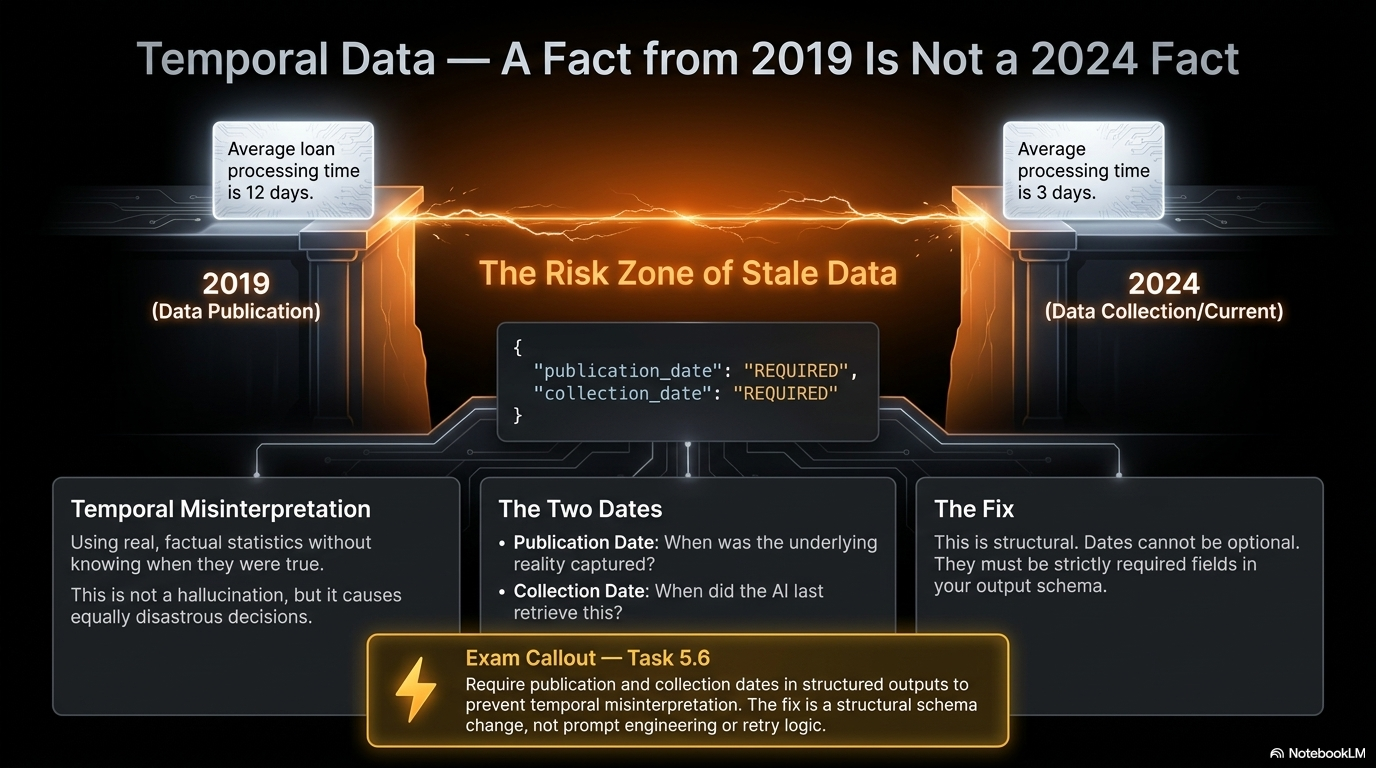 Temporal Data — A Fact from 2019 Is Not a 2024 Fact
Average loan
processing time
is 12 days.
Average
processing time
is 3 days.
2019
(Data Publication)
The Risk Zone of Stale Data
2024
(Data Collection/Current)
{
"publication_date": "REQUIRED",
"collection_date": "REQUIRED"
}
Temporal Misinterpretation
Using real, factual statistics without
knowing when they were true.
This is not a hallucination, but it causes
equally disastrous decisions.
The Two Dates
• Publication Date: When was the underlying
reality captured?
• Collection Date: When did the AI last
retrieve this?
The Fix
This is structural. Dates cannot be optional.
They must be strictly required fields in
your output schema.
Exam Callout — Task 5.6
Require publication and collection dates in structured outputs to
prevent temporal misinterpretation. The fix is a structural schema
change, not prompt engineering or retry logic.
NotebookLM